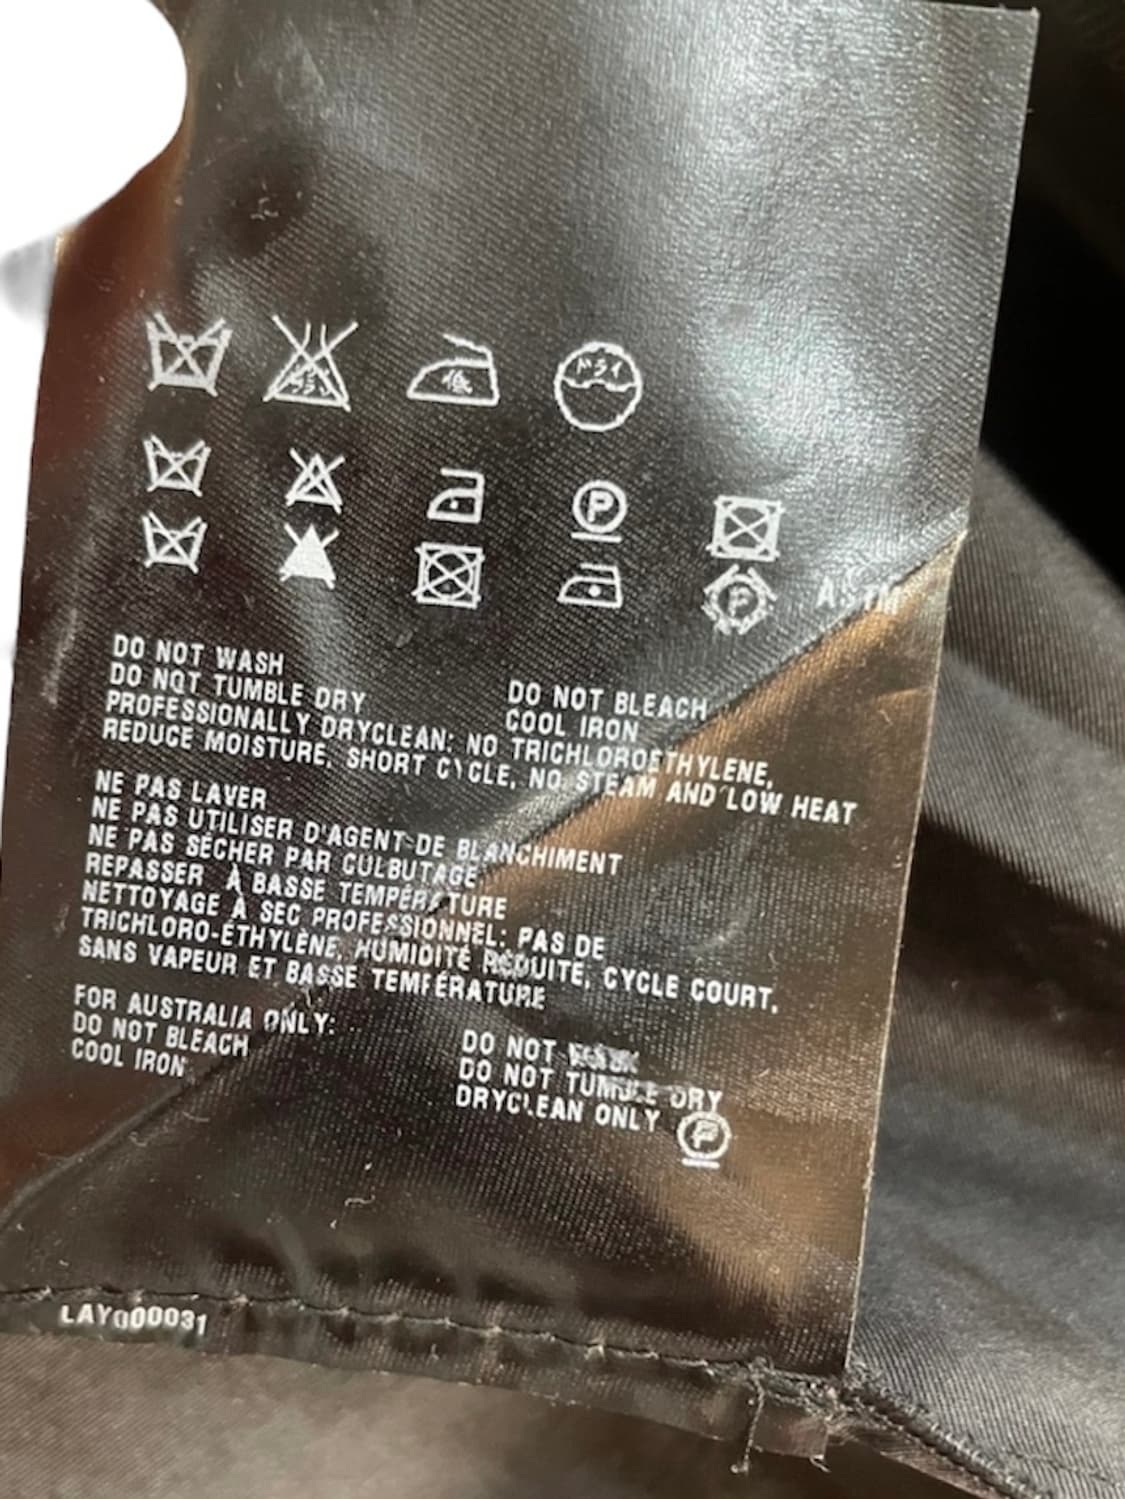 低
ドライ
P
F ASTM
DO NOT WASH
DO NOT TUMBLE DRY DO NOT BLEACH
COOL IRON
PROFESSIONALLY DRYCLEAN: NO TRICHLOROETHYLENE,
REDUCE MOISTURE, SHORT CYCLE, NO STEAM AND LOW HEAT
NE PAS LAVER
NE PAS UTILISER D'AGENT DE BLANCHIMENT
NE PAS SÉCHER PAR CULBUTAGE
REPASSER À BASSE TEMPÉRATURE
NETTOYAGE À SEC PROFESSIONNEL: PAS DE
TRICHLORO-ÉTHYLÈNE, HUMIDITÉ RÉDUITE, CYCLE COURT,
SANS VAPEUR ET BASSE TEMPÉRATURE
FOR AUSTRALIA ONLY:
DO NOT BLEACH DO NOT
COOL IRON DO NOT TUMBLE DRY
DRYCLEAN ONLY P
LAY000031